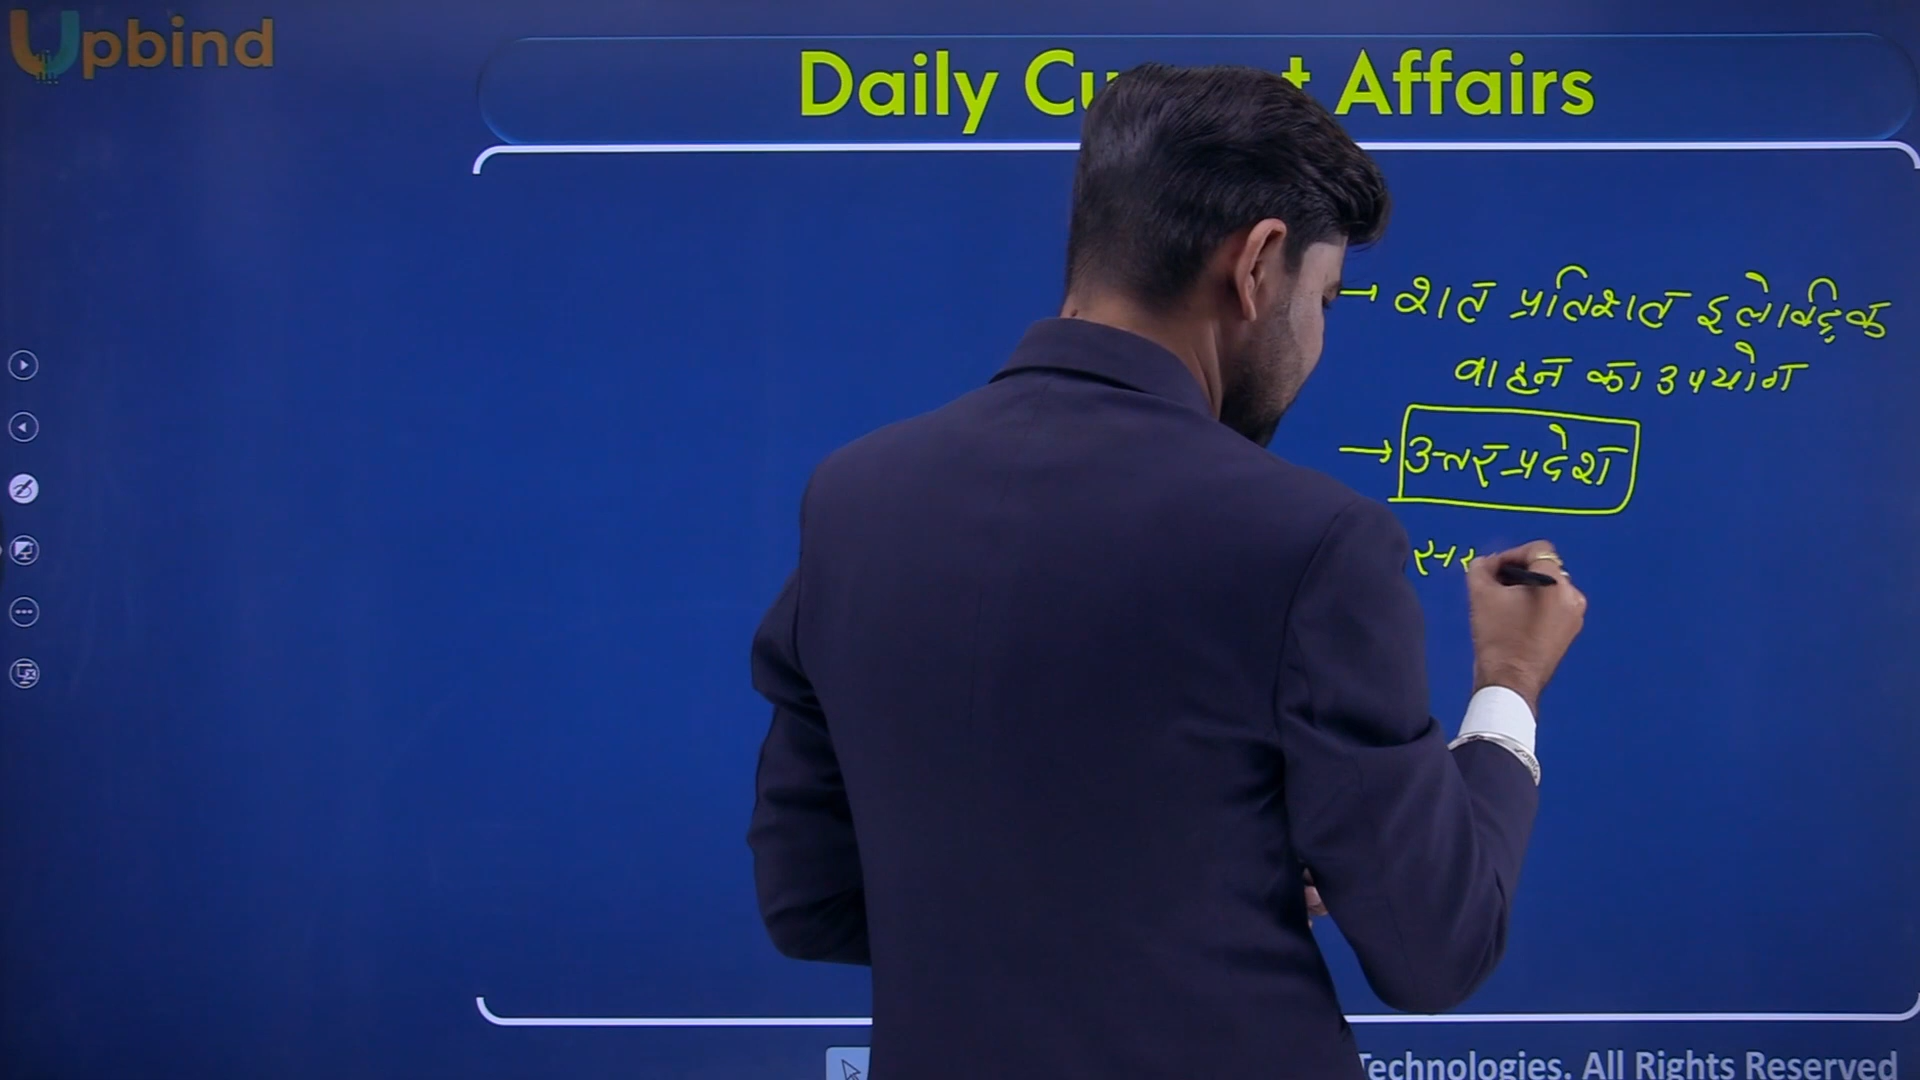 Upbind
Daily Cu t Affairs
→ शत प्रतिशत इलेक्ट्रिक
वाहन का उपयोग
→ उत्तर प्रदेश
Technologies. All Rights Reserved